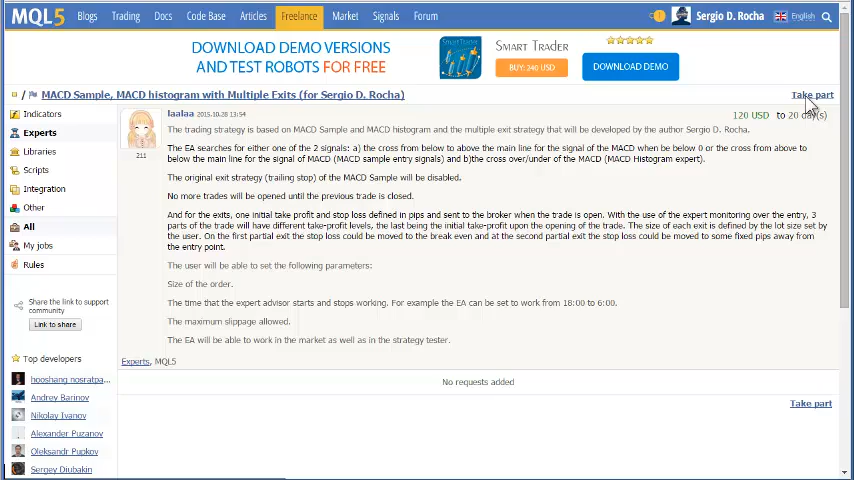 MQL5 Blogs Trading Docs Code Base Articles Freelance Market Signals Forum Sergio D. Rocha English
DOWNLOAD DEMO VERSIONS
AND TEST ROBOTS FOR FREE
SMART TRADER
BUY: 240 USD
DOWNLOAD DEMO
/ MACD Sample, MACD histogram with Multiple Exits (for Sergio D. Rocha) Take part
Indicators
Experts
Libraries
Scripts
Integration
Other
All
My jobs
Rules
Share the link to support
community
Link to share
Top developers
hooshang nosratpa...
Andrey Barinov
Nikolay Ivanov
Alexander Puzanov
Oleksandr Pupkov
Sergey Diubakin
211
laalaa 2015.10.28 13:54 120 USD to 20 day(s)
The trading strategy is based on MACD Sample and MACD histogram and the multiple exit strategy that will be developed by the author Sergio D. Rocha.
The EA searches for either one of the 2 signals: a) the cross from below to above the main line for the signal of the MACD when be below 0 or the cross from above to
below the main line for the signal of MACD (MACD sample entry signals) and b)the cross over/under of the MACD (MACD Histogram expert).
The original exit strategy (trailing stop) of the MACD Sample will be disabled.
No more trades will be opened until the previous trade is closed.
And for the exits, one initial take profit and stop loss defined in pips and sent to the broker when the trade is open. With the use of the expert monitoring over the entry, 3
parts of the trade will have different take-profit levels, the last being the initial take-profit upon the opening of the trade. The size of each exit is defined by the lot size set by
the user. On the first partial exit the stop loss could be moved to the break even and at the second partial exit the stop loss could be moved to some fixed pips away from
the entry point.
The user will be able to set the following parameters:
Size of the order.
The time that the expert advisor starts and stops working. For example the EA can be set to work from 18:00 to 6:00.
The maximum slippage allowed.
The EA will be able to work in the market as well as in the strategy tester.
Experts, MQL5
No requests added
Take part